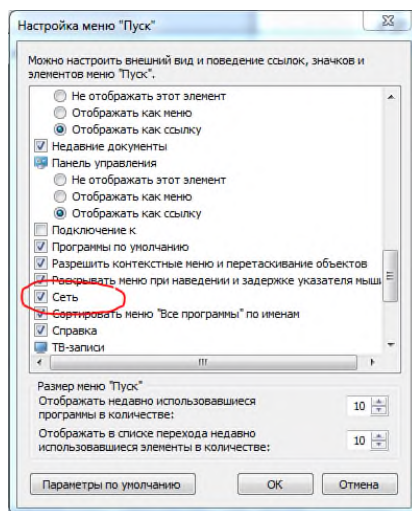 Настройка меню "Пуск"
Можно настроить внешний вид и поведение ссылок, значков и
элементов меню "Пуск".
Не отображать этот элемент
Отображать как меню
Отображать как ссылку
Недавние документы
Панель управления
Не отображать этот элемент
Отображать как меню
Отображать как ссылку
Подключение к
Программы по умолчанию
Разрешить контекстные меню и перетаскивание объектов
Раскрывать меню при наведении и задержке указателя мыши
Сеть
Сортировать меню "Все программы" по именам
Справка
ТВ-записи
Размер меню "Пуск"
Отображать недавно использовавшиеся
программы в количестве:
10
Отображать в списке перехода недавно
использовавшиеся элементы в количестве:
10
Параметры по умолчанию
ОК
Отмена